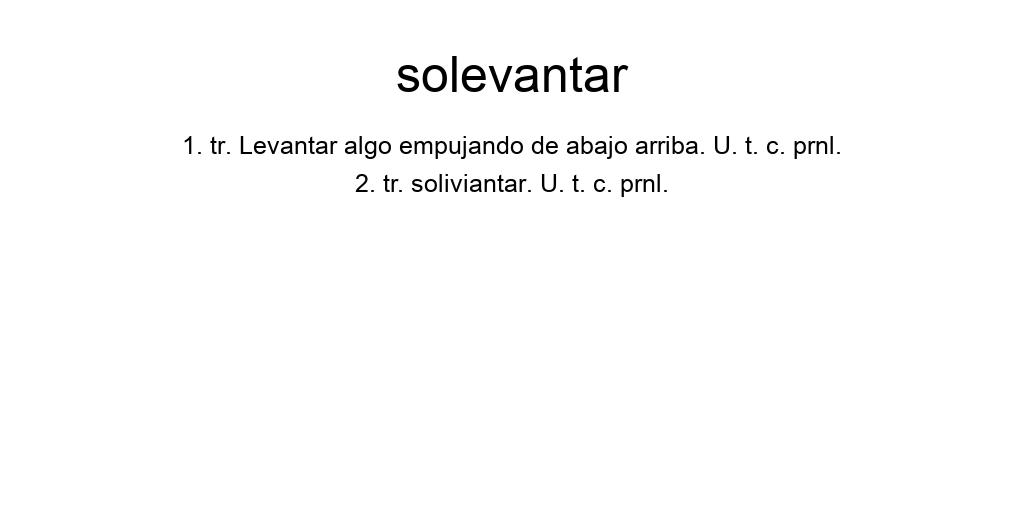 solevantar
1. tr. Levantar algo empujando de abajo arriba. U. t. c. prnl.
2. tr. soliviantar. U. t. c. prnl.